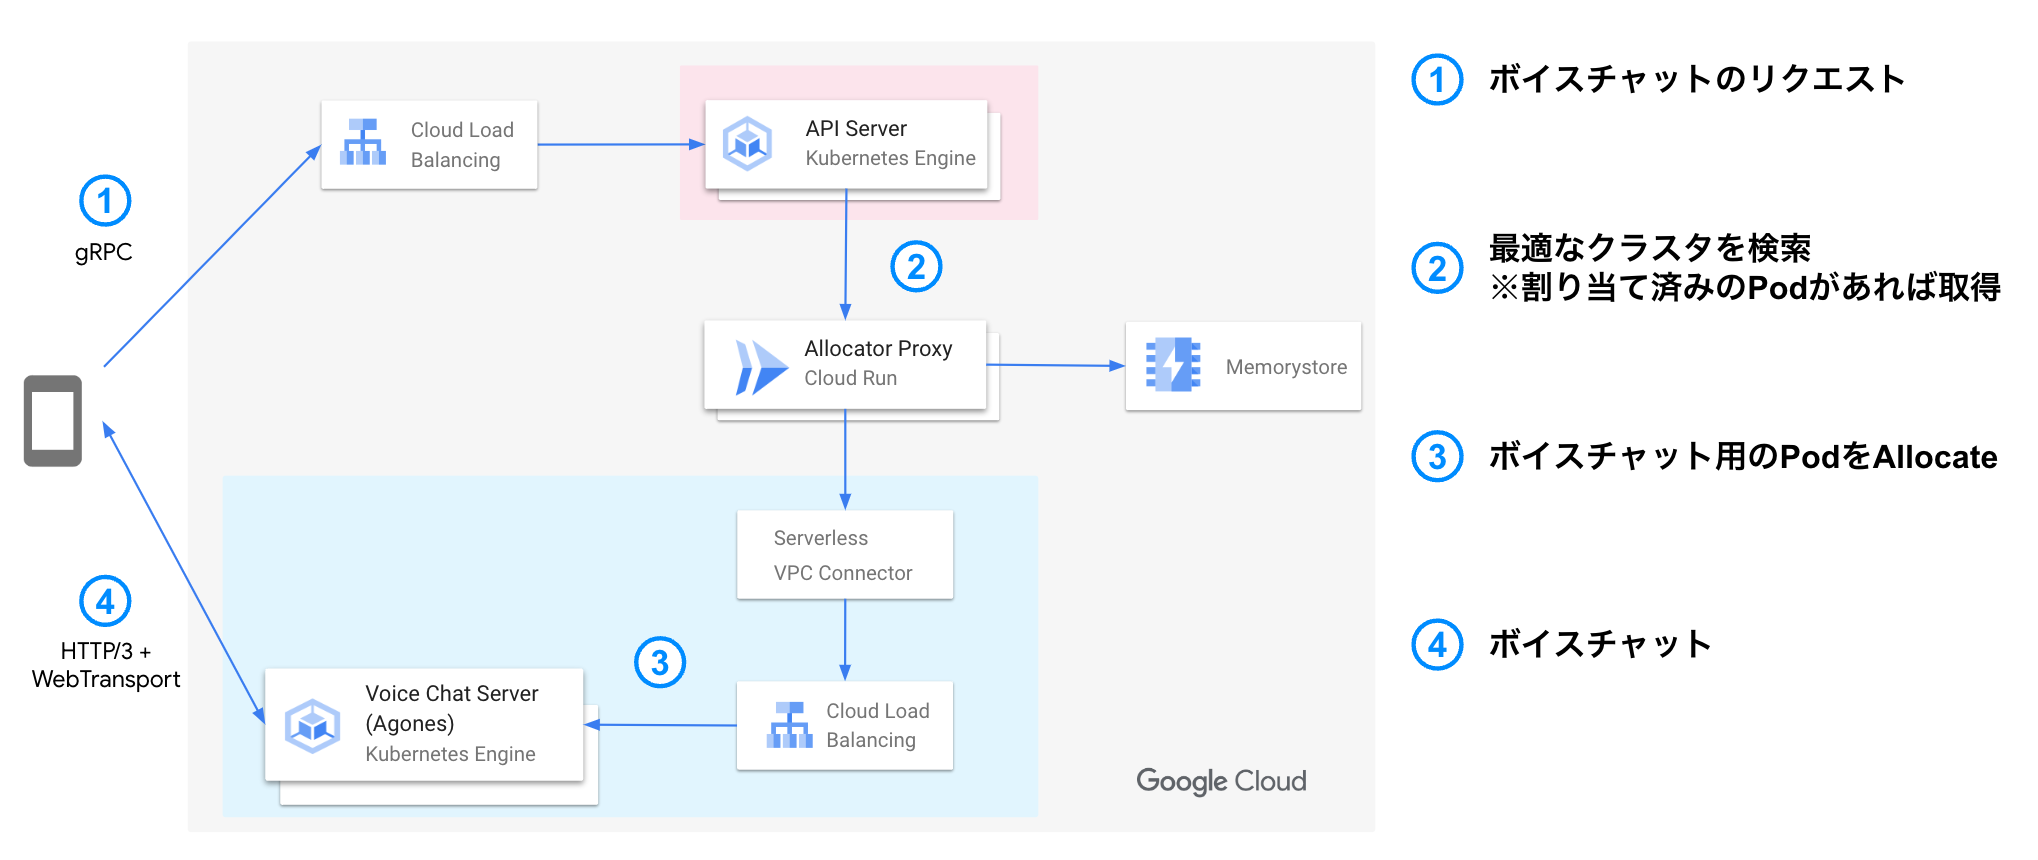 1
gRPC
Cloud Load
Balancing
API Server
Kubernetes Engine
2
Allocator Proxy
Cloud Run
Memorystore
Serverless
VPC Connector
3
Cloud Load
Balancing
Voice Chat Server
(Agones)
Kubernetes Engine
4
HTTP/3 +
WebTransport
Google Cloud
1 ボイスチャットのリクエスト
2 最適なクラスタを検索
※割り当て済みのPodがあれば取得
3 ボイスチャット用のPodをAllocate
4 ボイスチャット